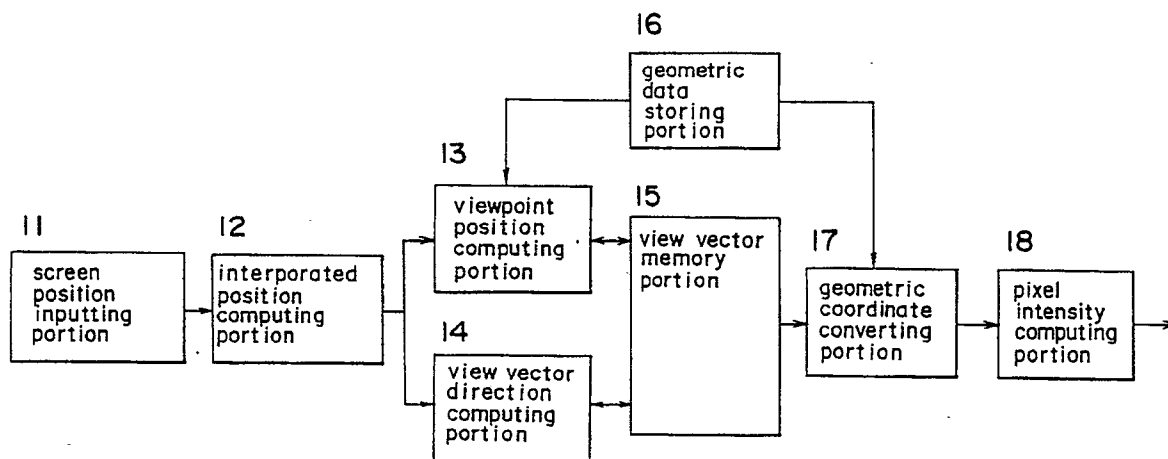 11
screen
position
inputting
portion
12
interporated
position
computing
portion
13
viewpoint
position
computing
portion
14
view vector
direction
computing
portion
15
view vector
memory
portion
16
geometric
data
storing
portion
17
geometric
coordinate
converting
portion
18
pixel
intensity
computing
portion